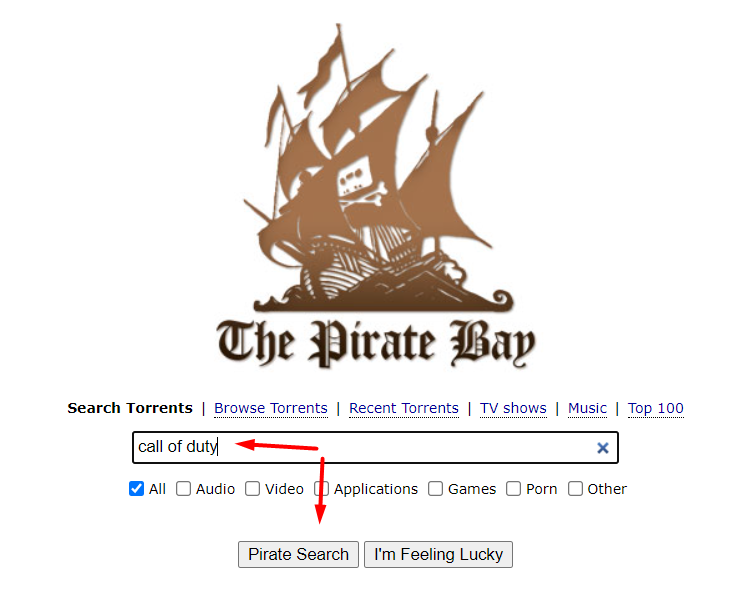 The Pirate Bay
Search Torrents | Browse Torrents | Recent Torrents | TV shows | Music | Top 100
call of duty
All Audio Video Applications Games Porn Other
Pirate Search I'm Feeling Lucky